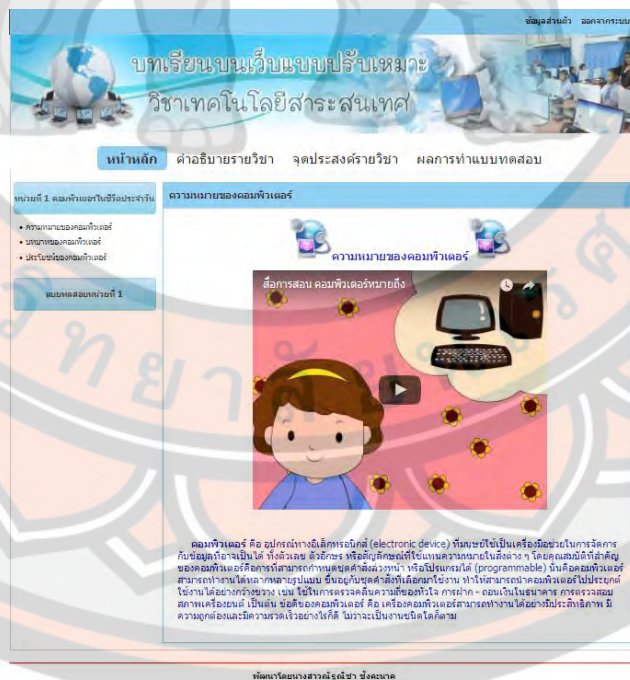 ข้อมูลส่วนตัว ออกจากระบบ
บทเรียนบนเว็บแบบปรับเหมาะ
วิชาเทคโนโลยีสาระสนเทศ
หน้าหลัก คำอธิบายรายวิชา จุดประสงค์รายวิชา ผลการทำแบบทดสอบ
หน่วยที่ 1 คอมพิวเตอร์ในชีวิตประจำวัน
• ความหมายของคอมพิวเตอร์
• บทบาทของคอมพิวเตอร์
• ประโยชน์ของคอมพิวเตอร์
แบบทดสอบหน่วยที่ 1
ความหมายของคอมพิวเตอร์
ความหมายของคอมพิวเตอร์
สื่อการสอน คอมพิวเตอร์หมายถึง
คอมพิวเตอร์ คือ อุปกรณ์ทางอิเล็กทรอนิกส์ (electronic device) ที่มนุษย์ใช้เป็นเครื่องมือช่วยในการจัดการ
กับข้อมูลที่อาจเป็นได้ ทั้งตัวเลข ตัวอักษร หรือสัญลักษณ์ที่ใช้แทนความหมายในสิ่งต่าง ๆ โดยคุณสมบัติที่สำคัญ
ของคอมพิวเตอร์คือการที่สามารถกำหนดชุดคำสั่งล่วงหน้า หรือโปรแกรมได้ (programmable) นั่นคือคอมพิวเตอร์
สามารถทำงานได้หลากหลายรูปแบบ ขึ้นอยู่กับชุดคำสั่งที่เลือกมาใช้งาน ทำให้สามารถนำคอมพิวเตอร์ไปประยุกต์
ใช้งานได้อย่างกว้างขวาง เช่น ใช้ในการตรวจคลื่นความถี่ของหัวใจ การฝาก - ถอนเงินในธนาคาร การตรวจสอบ
สภาพเครื่องยนต์ เป็นต้น ข้อดีของคอมพิวเตอร์ คือ เครื่องคอมพิวเตอร์สามารถทำงานได้อย่างมีประสิทธิภาพ มี
ความถูกต้องและมีความรวดเร็วอย่างไรก็ดี ไม่ว่าจะเป็นงานชนิดใดก็ตาม
พัฒนาโดยนางสาว